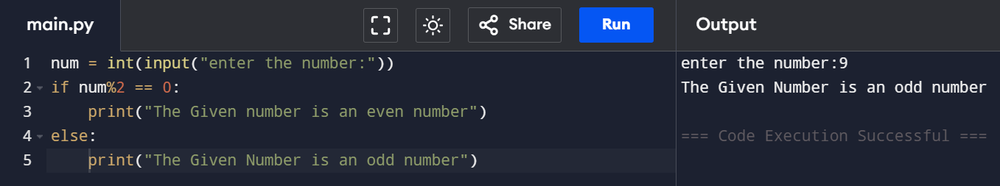 main.py Share Run Output
1 num = int(input("enter the number:"))
2 if num%2 == 0:
3     print("The Given number is an even number")
4 else:
5     print("The Given Number is an odd number")
enter the number:9
The Given Number is an odd number
=== Code Execution Successful ===